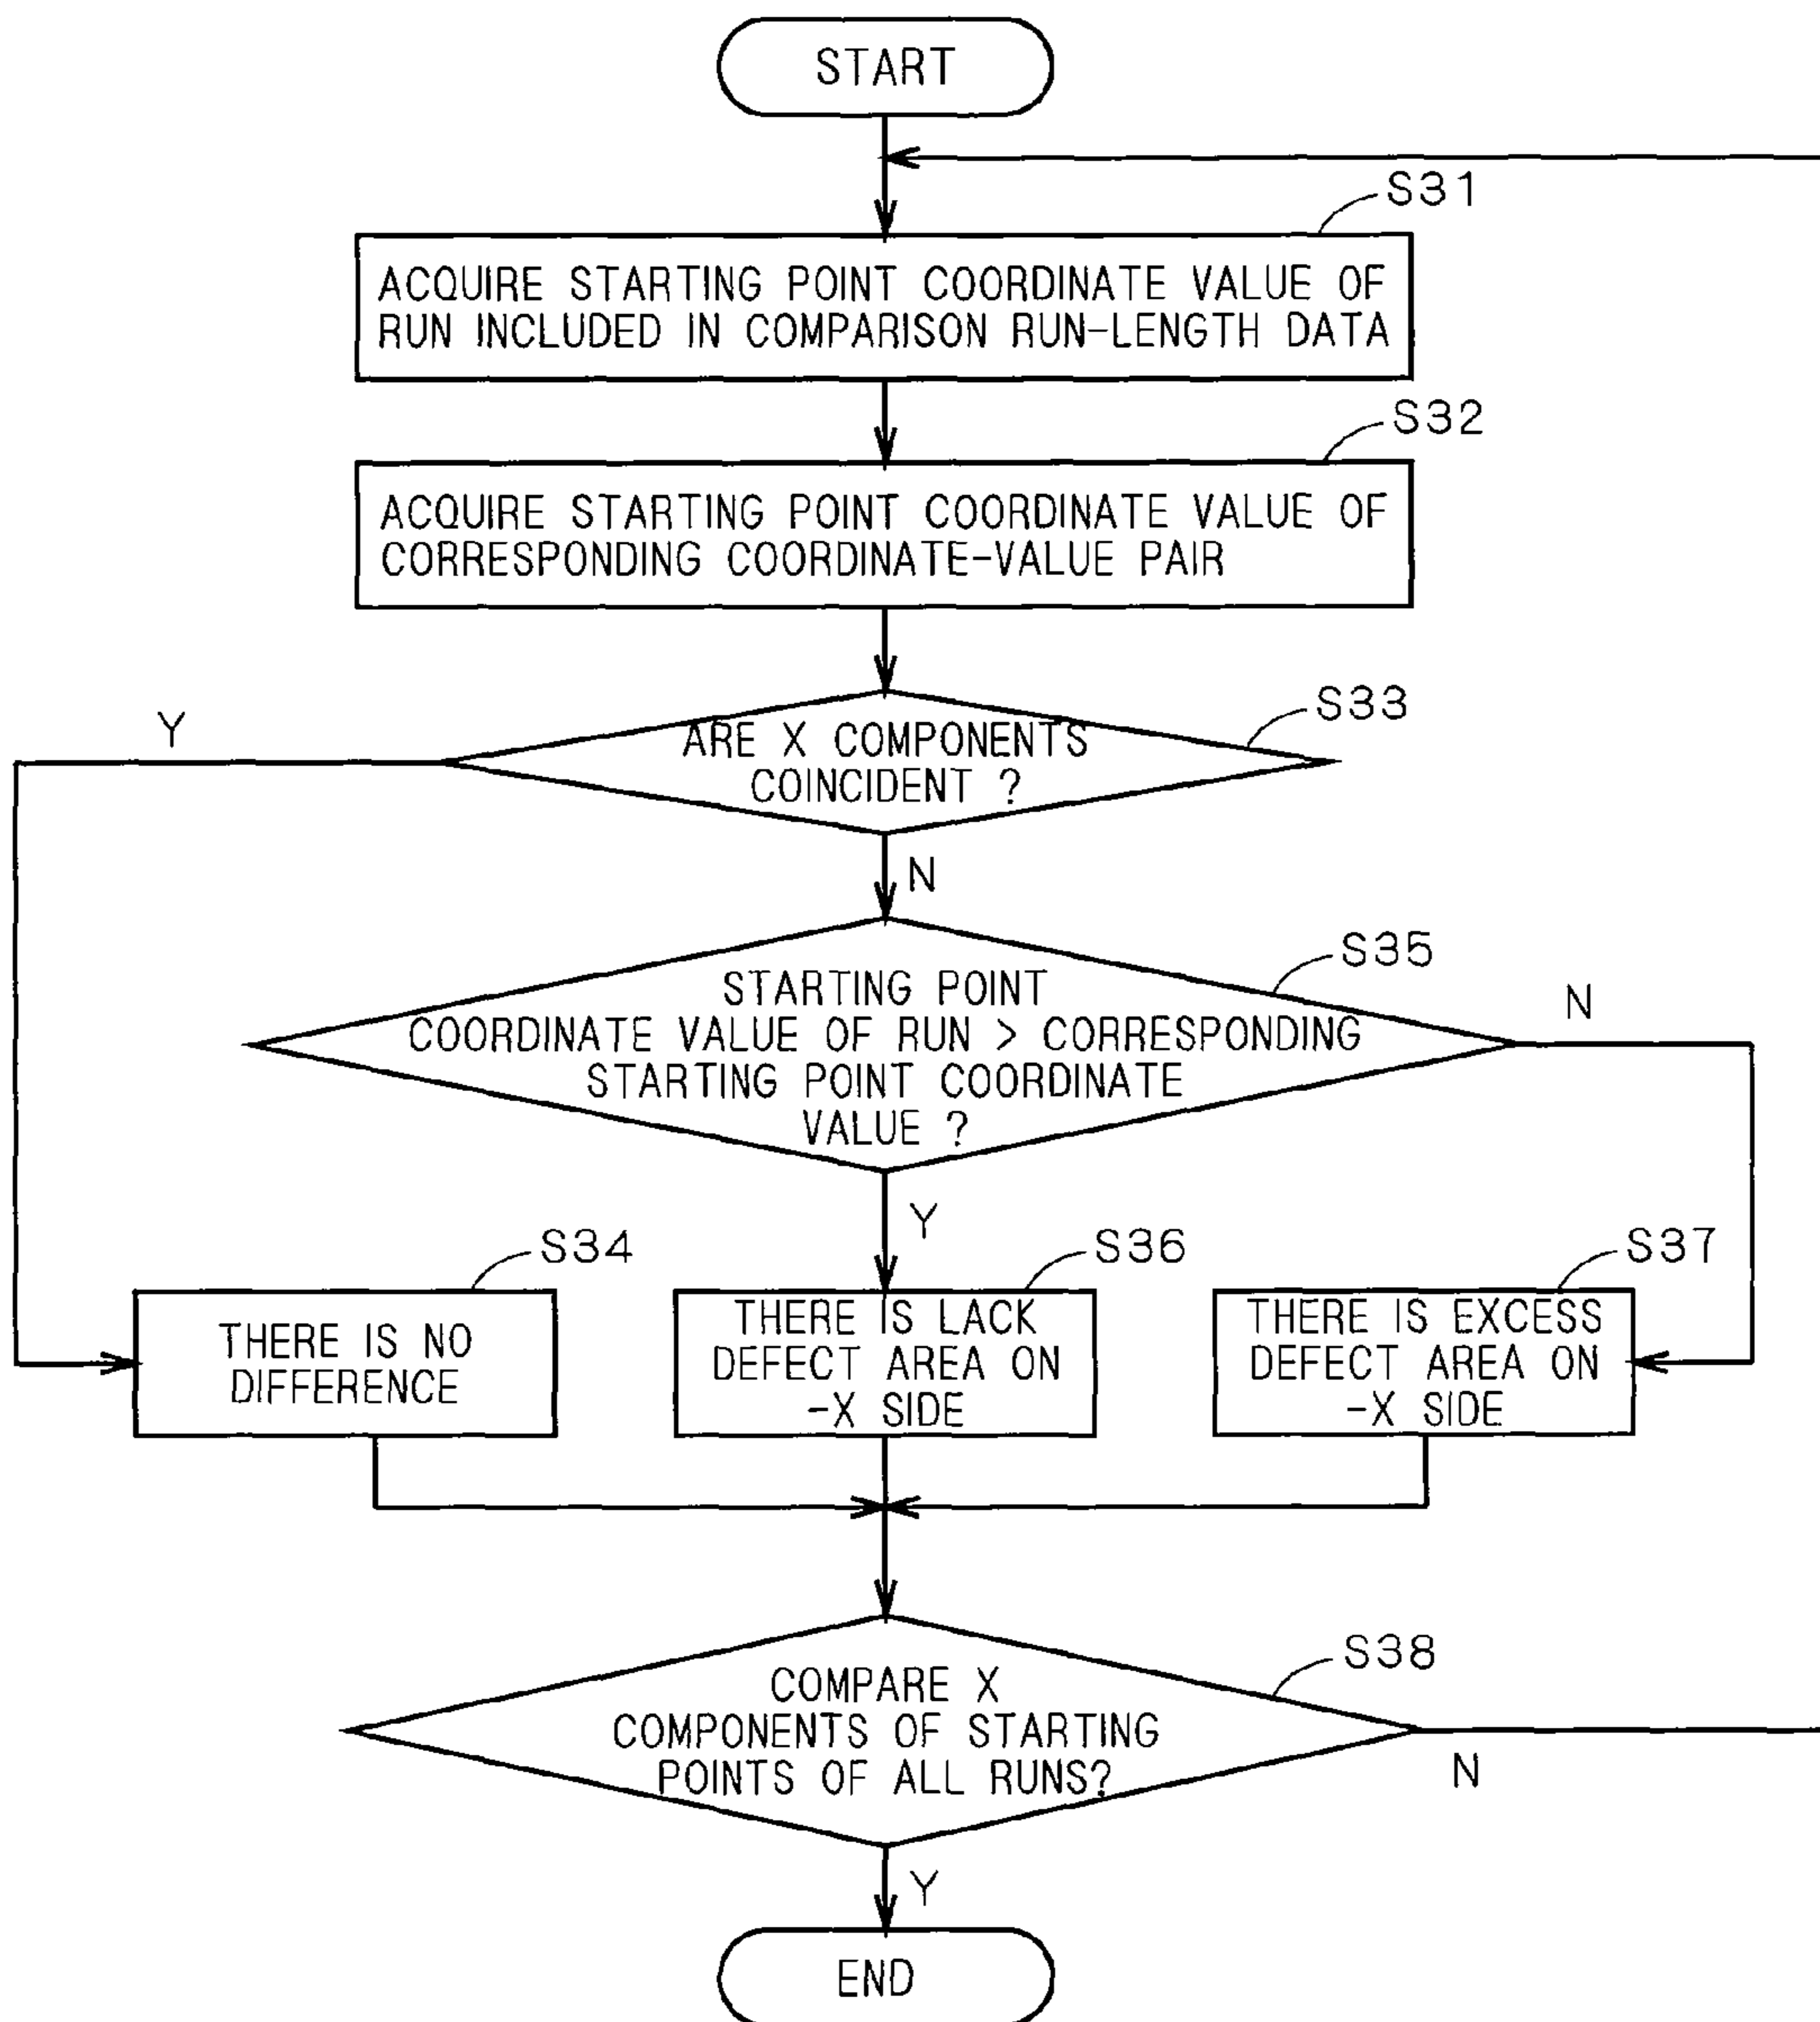 START
S31
ACQUIRE STARTING POINT COORDINATE VALUE OF
RUN INCLUDED IN COMPARISON RUN-LENGTH DATA
S32
ACQUIRE STARTING POINT COORDINATE VALUE OF
CORRESPONDING COORDINATE-VALUE PAIR
S33
Y
ARE X COMPONENTS
COINCIDENT ?
N
S35
N
STARTING POINT
COORDINATE VALUE OF RUN > CORRESPONDING
STARTING POINT COORDINATE
VALUE ?
Y
S34
S36
S37
THERE IS NO
DIFFERENCE
THERE IS LACK
DEFECT AREA ON
-X SIDE
THERE IS EXCESS
DEFECT AREA ON
-X SIDE
S38
COMPARE X
COMPONENTS OF STARTING
POINTS OF ALL RUNS?
N
Y
END